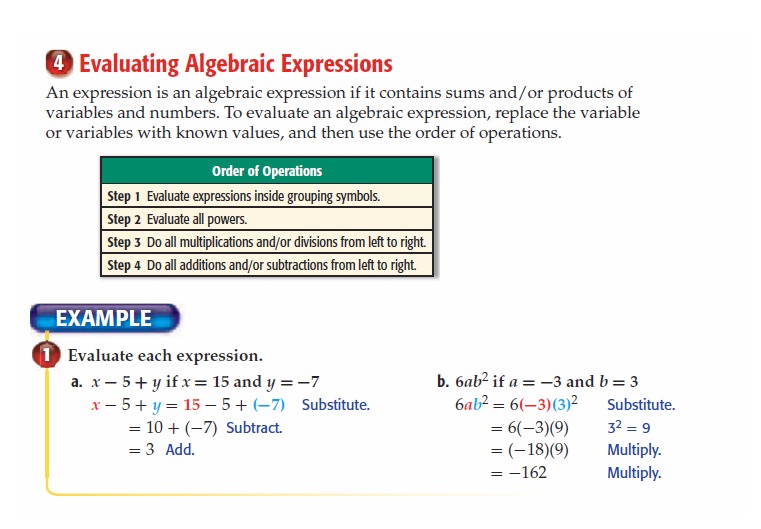 4 Evaluating Algebraic Expressions
An expression is an algebraic expression if it contains sums and/or products of
variables and numbers. To evaluate an algebraic expression, replace the variable
or variables with known values, and then use the order of operations.
Order of Operations
Step 1 Evaluate expressions inside grouping symbols.
Step 2 Evaluate all powers.
Step 3 Do all multiplications and/or divisions from left to right.
Step 4 Do all additions and/or subtractions from left to right.
EXAMPLE
1 Evaluate each expression.
a. x − 5 + y if x = 15 and y = −7
x − 5 + y = 15 − 5 + (−7) Substitute.
= 10 + (−7) Subtract.
= 3 Add.
b. 6ab² if a = −3 and b = 3
6ab² = 6(−3)(3)² Substitute.
= 6(−3)(9) 3² = 9
= (−18)(9) Multiply.
= −162 Multiply.